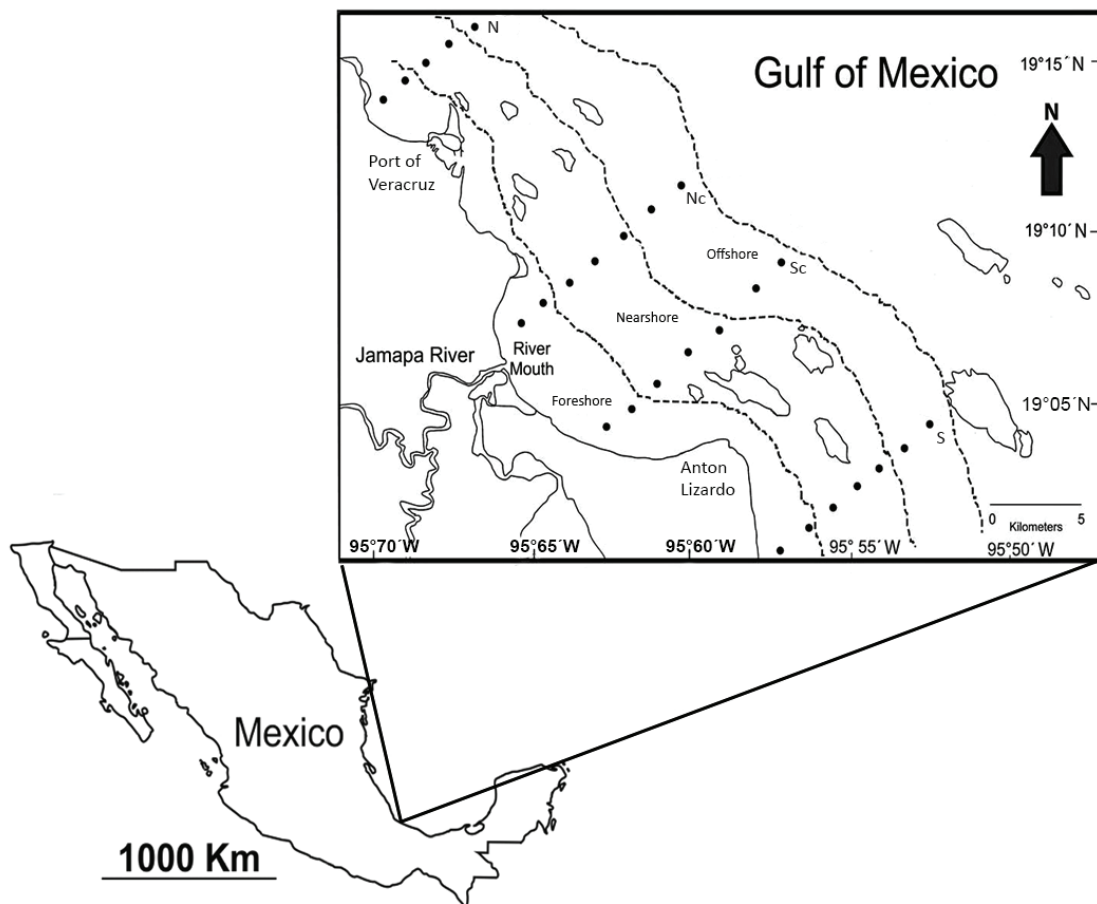 N
Gulf of Mexico
19°15´N
N
Port of
Veracruz
Nc
19°10´N
Offshore
Sc
Nearshore
Jamapa River
River
Mouth
Foreshore
19°05´N
S
Anton
Lizardo
0 5
Kilometers
95°70´W 95°65´W 95°60´W 95°55´W 95°50´W
Mexico
1000 Km